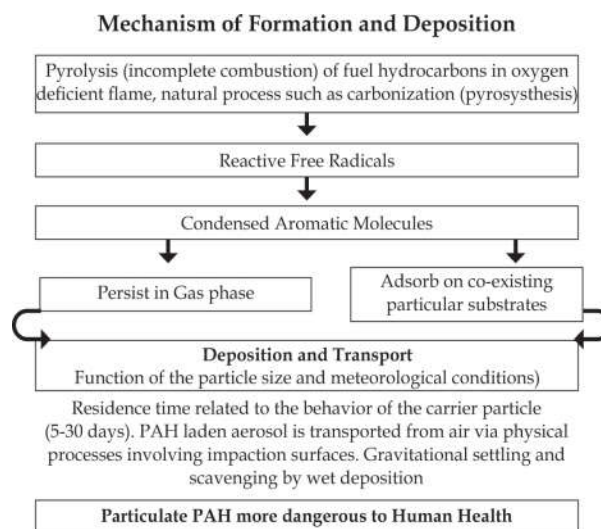 Mechanism of Formation and Deposition
Pyrolysis (incomplete combustion) of fuel hydrocarbons in oxygen
deficient flame, natural process such as carbonization (pyrosysthesis)
Reactive Free Radicals
Condensed Aromatic Molecules
Persist in Gas phase
Adsorb on co-existing
particular substrates
Deposition and Transport
Function of the particle size and meteorological conditions)
Residence time related to the behavior of the carrier particle
(5-30 days). PAH laden aerosol is transported from air via physical
processes involving impaction surfaces. Gravitational settling and
scavenging by wet deposition
Particulate PAH more dangerous to Human Health